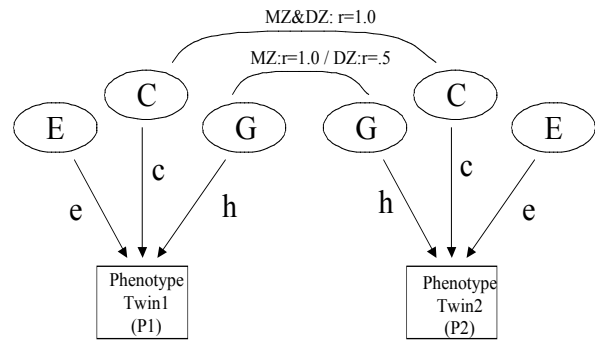 MZ&DZ: r=1.0
MZ:r=1.0 / DZ:r=.5
E C G G C E
e c h h c e
Phenotype
Twin1
(P1)
Phenotype
Twin2
(P2)